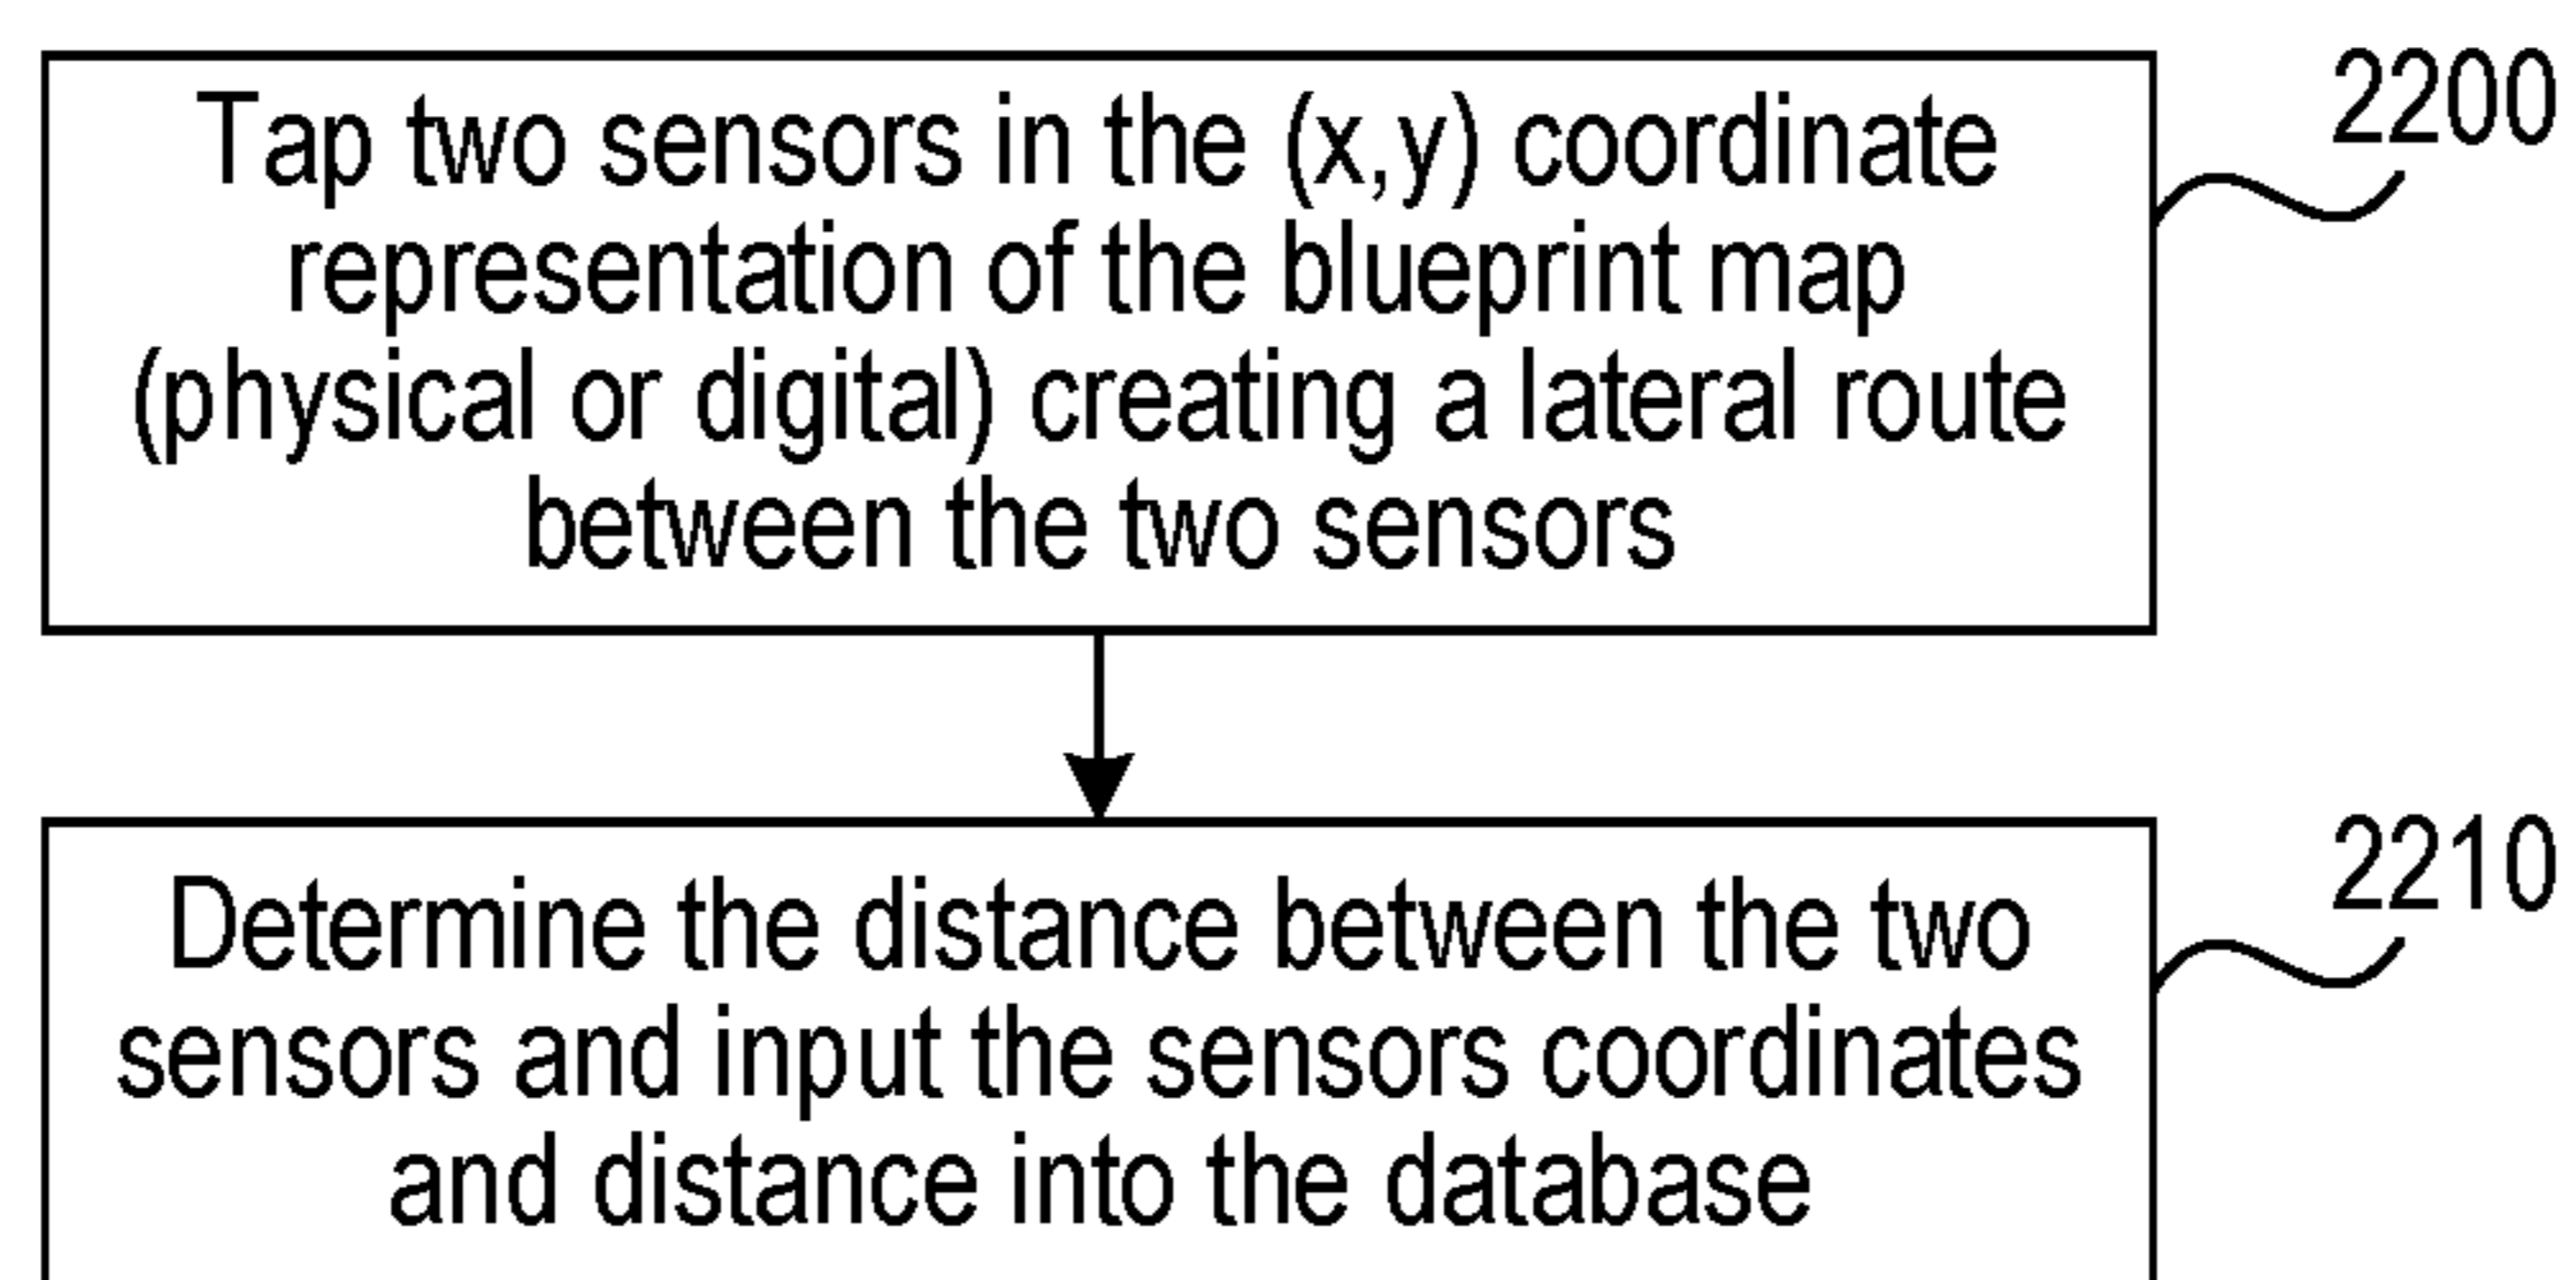 Tap two sensors in the (x,y) coordinate
representation of the blueprint map
(physical or digital) creating a lateral route
between the two sensors
2200
Determine the distance between the two
sensors and input the sensors coordinates
and distance into the database
2210